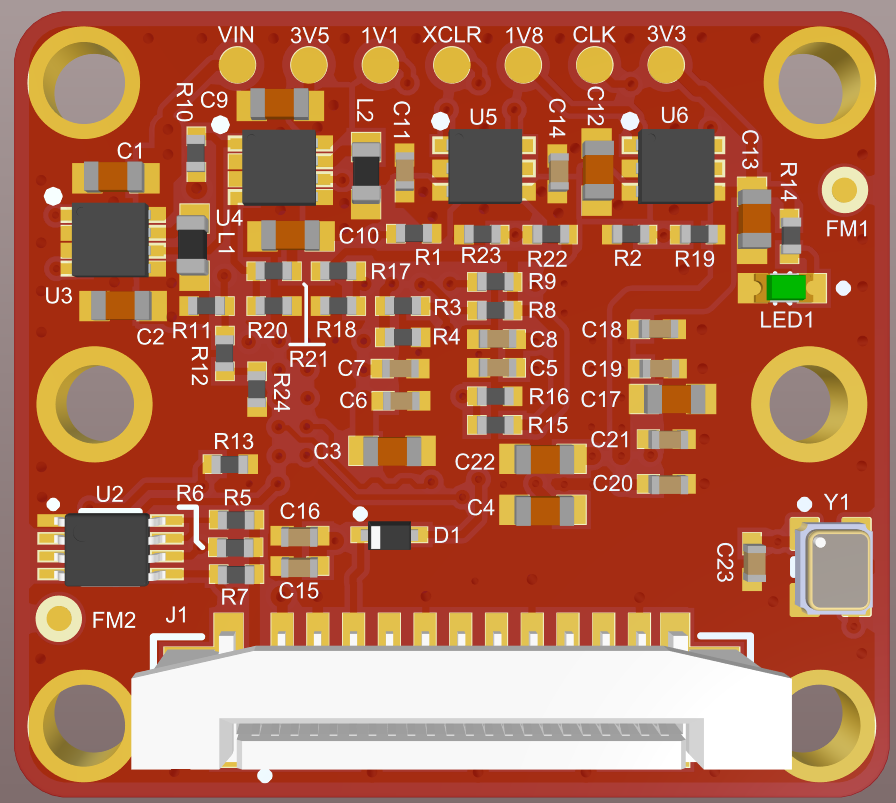 VIN 3V5 1V1 XCLR 1V8 CLK 3V3
R10 C9 L2 C11 U5 C14 C12 U6
C1 C13 R14
U4 L1 C10 R1 R23 R22 R2 R19 FM1
U3 R17 R9
C2 R11 R20 R18 R3 R8 LED1
R12 R21 R4 C8 C18
R24 C7 C5 C19
C6 R16 C17
R15
R13 C3 C22 C21
U2 R6 R5 C16 C4 C20 Y1
D1 C23
R7 C15
FM2 J1